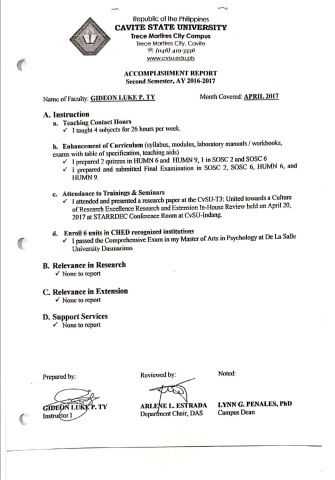 Republic of the Philippines
CAVITE STATE UNIVERSITY
Trece Martires City Campus
Trece Martires City, Cavite
☏ (046) 419-3336
www.cvsu.edu.ph
ACCOMPLISHMENT REPORT
Second Semester, AY 2016-2017
Name of Faculty: GIDEON LUKE P. TY Month Covered: APRIL 2017
A. Instruction
a. Teaching Contact Hours
✓ I taught 4 subjects for 26 hours per week.
b. Enhancement of Curriculum (syllabus, modules, laboratory manuals / workbooks,
exams with table of specification, teaching aids)
✓ I prepared 2 quizzes in HUMN 6 and HUMN 9, 1 in SOSC 2 and SOSC 6
✓ I prepared and submitted Final Examination in SOSC 2, SOSC 6, HUMN 6, and
HUMN 9.
c. Attendance to Trainings & Seminars
✓ I attended and presented a research paper at the CvSU-T3: United towards a Culture
of Research Excellence Research and Extension In-House Review held on April 20,
2017 at STARRDEC Conference Room at CvSU-Indang.
d. Enroll 6 units in CHED recognized institutions
✓ I passed the Comprehensive Exam in my Master of Arts in Psychology at De La Salle
University Dasmarinas
B. Relevance in Research
✓ None to report
C. Relevance in Extension
✓ None to report
D. Support Services
✓ None to report
Prepared by: Reviewed by: Noted:
GIDEON LUKE P. TY ARLENE L. ESTRADA LYNN G. PENALES, PhD
Instructor I Department Chair, DAS Campus Dean